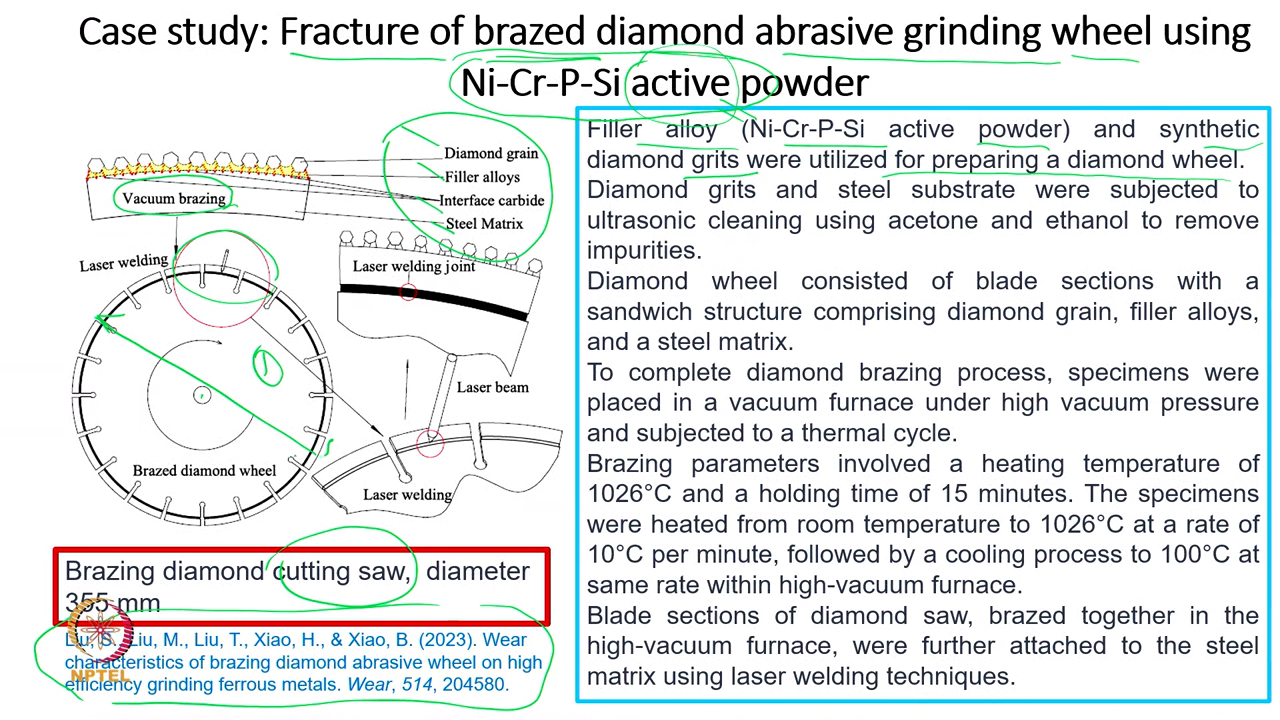 Case study: Fracture of brazed diamond abrasive grinding wheel using
Ni-Cr-P-Si active powder
Diamond grain
Filler alloys
Vacuum brazing
Interface carbide
Steel Matrix
Laser welding
Laser welding joint
1
Laser beam
Brazed diamond wheel
Laser welding
Brazing diamond cutting saw, diameter
355 mm
Liu, S., Liu, M., Liu, T., Xiao, H., & Xiao, B. (2023). Wear
characteristics of brazing diamond abrasive wheel on high
efficiency grinding ferrous metals. Wear, 514, 204580.
NPTEL
Filler alloy (Ni-Cr-P-Si active powder) and synthetic
diamond grits were utilized for preparing a diamond wheel.
Diamond grits and steel substrate were subjected to
ultrasonic cleaning using acetone and ethanol to remove
impurities.
Diamond wheel consisted of blade sections with a
sandwich structure comprising diamond grain, filler alloys,
and a steel matrix.
To complete diamond brazing process, specimens were
placed in a vacuum furnace under high vacuum pressure
and subjected to a thermal cycle.
Brazing parameters involved a heating temperature of
1026°C and a holding time of 15 minutes. The specimens
were heated from room temperature to 1026°C at a rate of
10°C per minute, followed by a cooling process to 100°C at
same rate within high-vacuum furnace.
Blade sections of diamond saw, brazed together in the
high-vacuum furnace, were further attached to the steel
matrix using laser welding techniques.